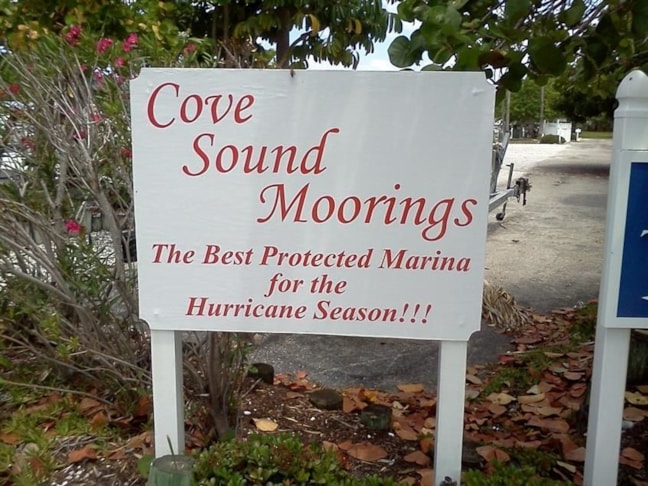 Cove
Sound
Moorings
The Best Protected Marina
for the
Hurricane Season!!!